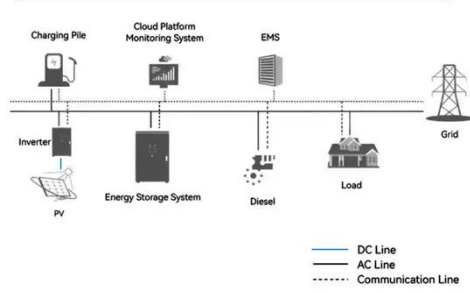 Charging Pile
Cloud Platform
Monitoring System
EMS
Grid
Inverter
PV
Energy Storage System
Diesel
Load
DC Line
AC Line
Communication Line